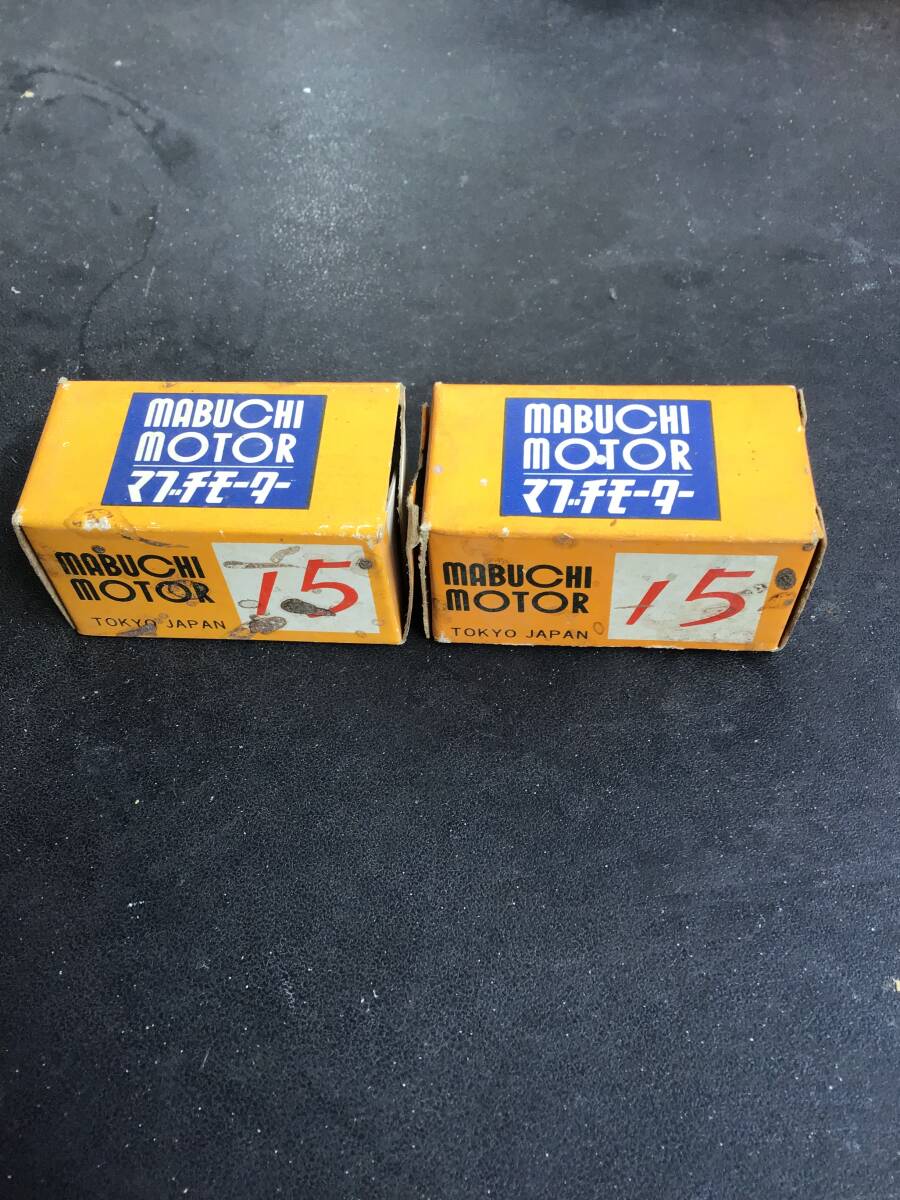 MABUCHI
MOTOR
マブチモーター
MABUCHI
MOTOR
TOKYO JAPAN
15
MABUCHI
MOTOR
マブチモーター
MABUCHI
MOTOR
TOKYO JAPAN
15